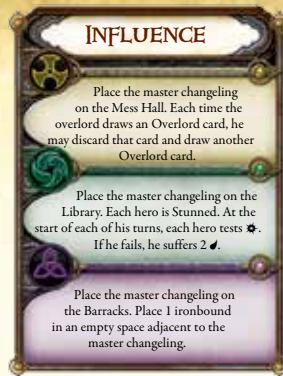 INFLUENCE
Place the master changeling
on the Mess Hall. Each time the
overlord draws an Overlord card, he
may discard that card and draw another
Overlord card.
Place the master changeling on the
Library. Each hero is Stunned. At the
start of each of his turns, each hero tests
If he fails, he suffers 2
Place the master changeling on
the Barracks. Place 1 ironbound
in an empty space adjacent to the
master changeling.